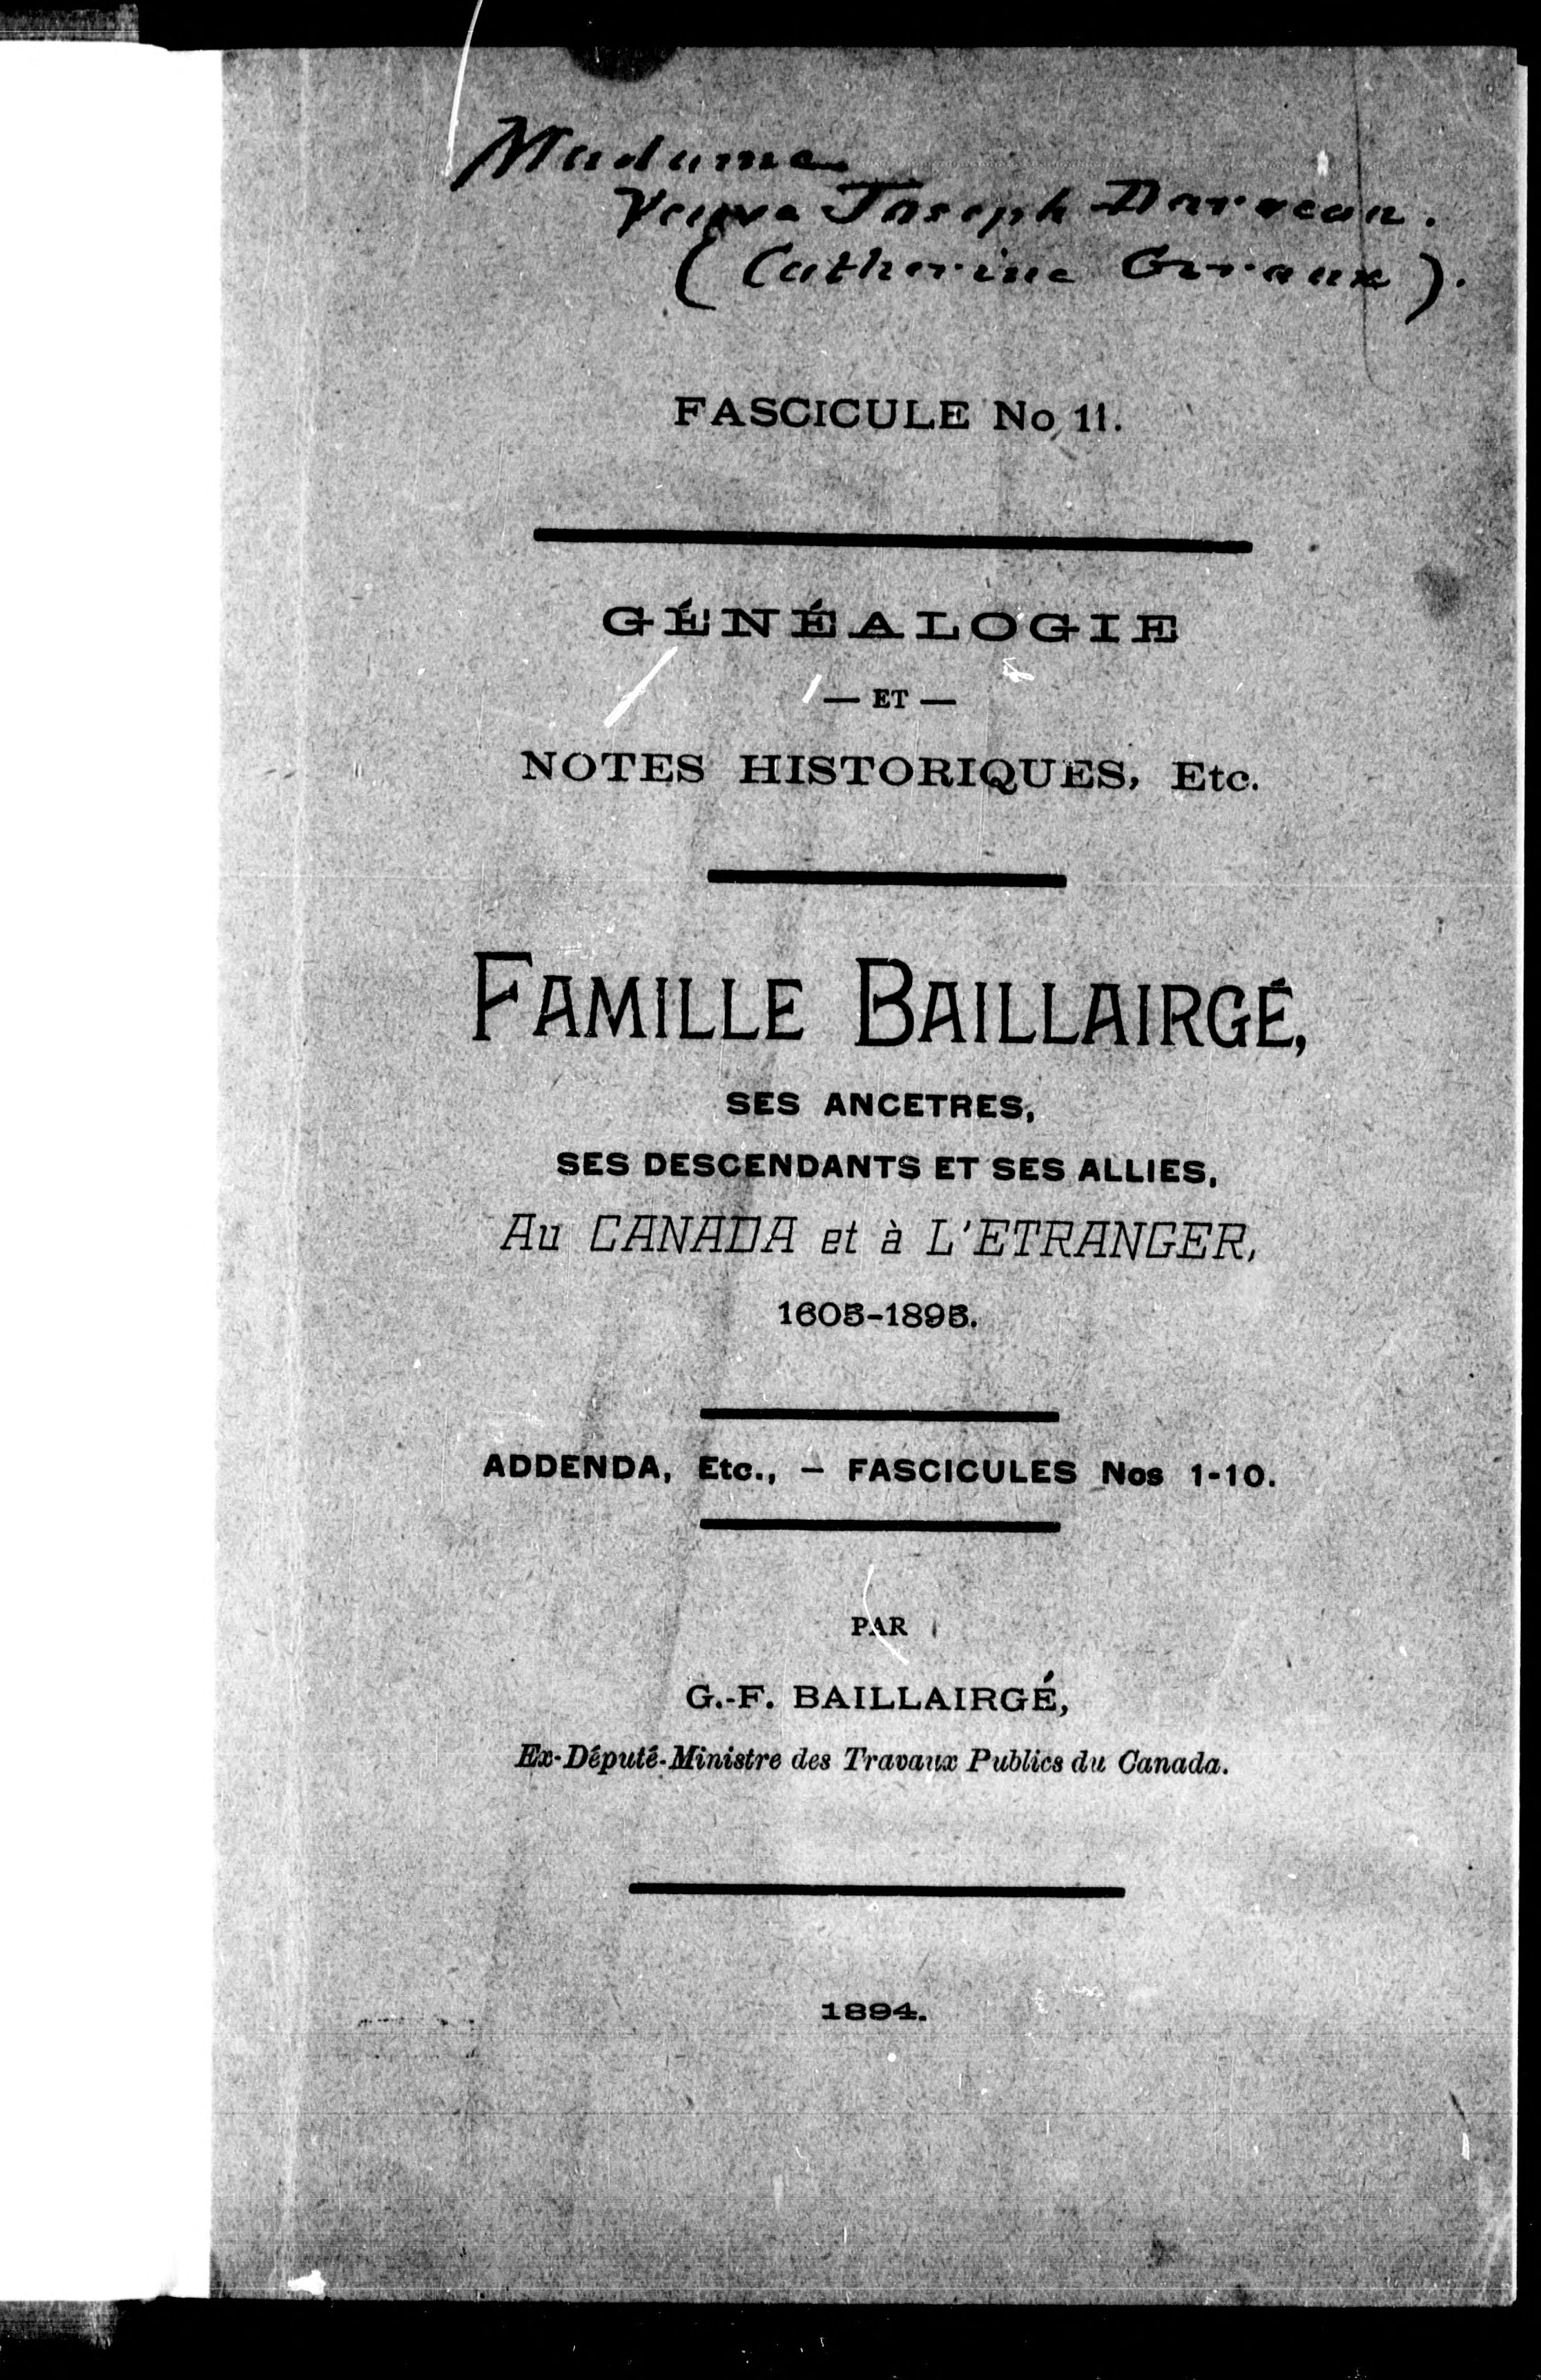 Madame
Veuve Joseph Darveau.
(Catherine Giroux).
FASCICULE No 11.
GÉNÉALOGIE
— ET —
NOTES HISTORIQUES, Etc.
FAMILLE BAILLAIRGÉ,
SES ANCETRES,
SES DESCENDANTS ET SES ALLIES,
Au CANADA et à L'ETRANGER,
1605-1895.
ADDENDA, Etc., — FASCICULES Nos 1-10.
PAR
G.-F. BAILLAIRGÉ,
Ex-Député-Ministre des Travaux Publics du Canada.
1894.